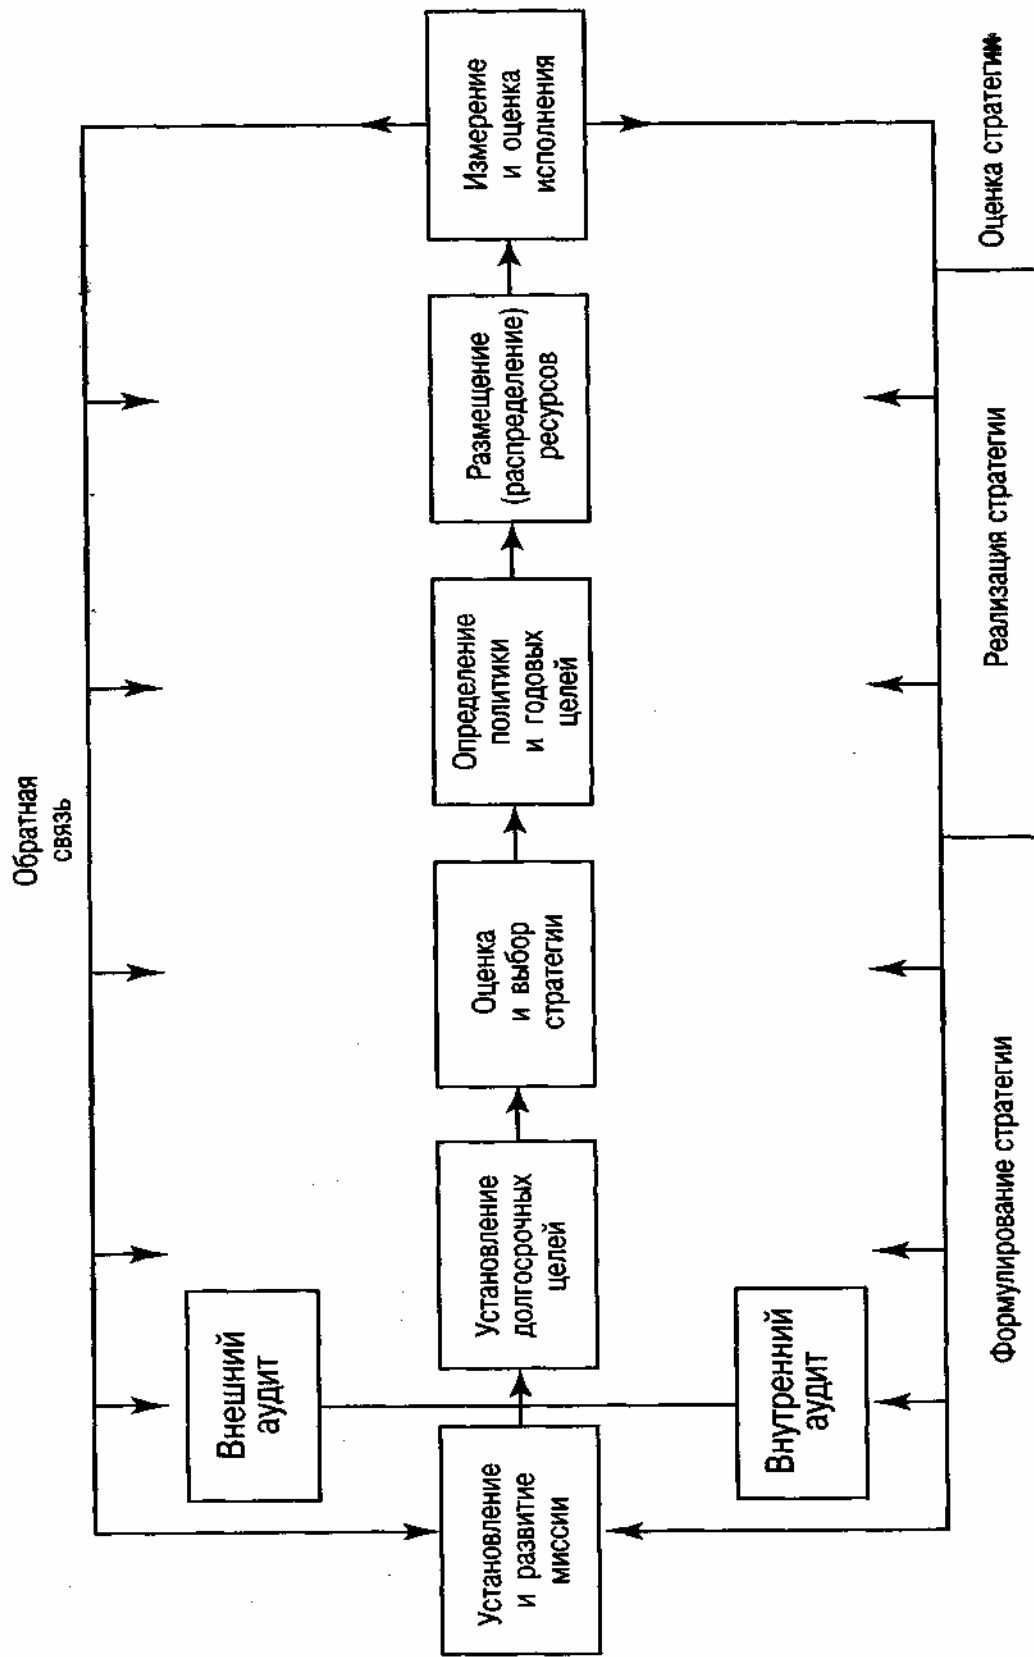 Обратная
связь
Внешний
аудит
Установление
и развитие
миссии
Установление
долгосрочных
целей
Оценка
и выбор
стратегии
Определение
политики
и годовых
целей
Размещение
(распределение)
ресурсов
Измерение
и оценка
исполнения
Внутренний
аудит
Формулирование стратегии
Реализация стратегии
Оценка стратегии